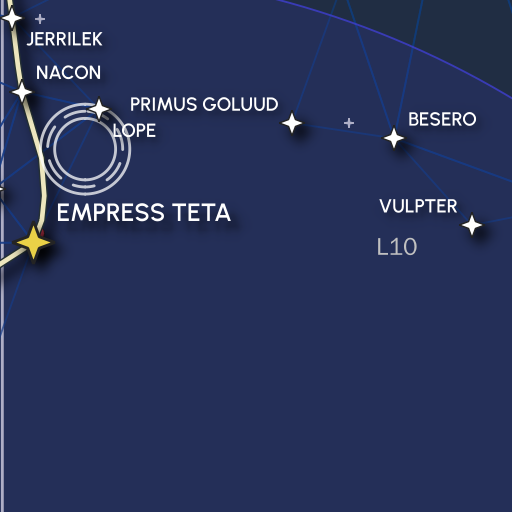 JERRILEK
NACON
PRIMUS GOLUUD
BESERO
LOPE
EMPRESS TETA
VULPTER
L10